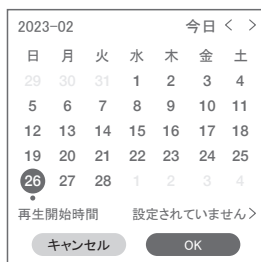 2023-02 今日 < >
日 月 火 水 木 金 土
29 30 31 1 2 3 4
5 6 7 8 9 10 11
12 13 14 15 16 17 18
19 20 21 22 23 24 25
26 27 28 1 2 3 4
再生開始時間 設定されていません >
キャンセル OK